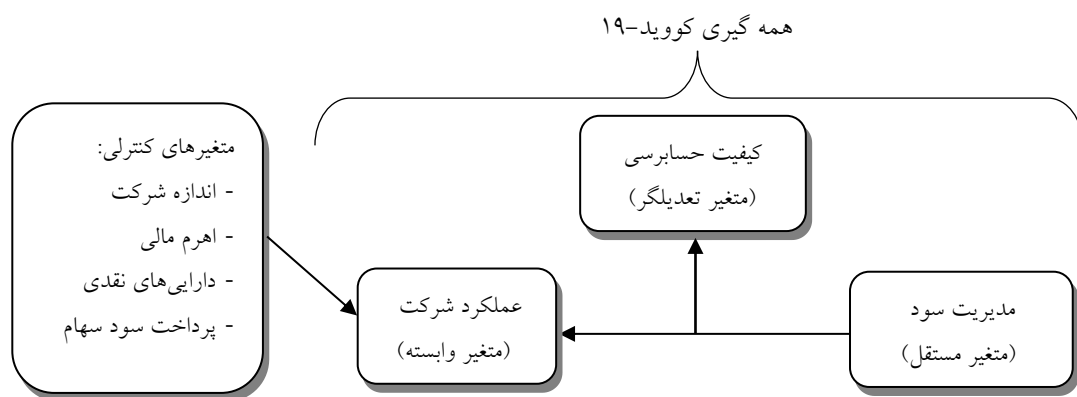 همه گیری کووید-۱۹
کیفیت حسابرسی
(متغیر تعدیلگر)
مدیریت سود
(متغیر مستقل)
عملکرد شرکت
(متغیر وابسته)
متغیرهای کنترلی:
- اندازه شرکت
- اهرم مالی
- دارایی‌های نقدی
- پرداخت سود سهام